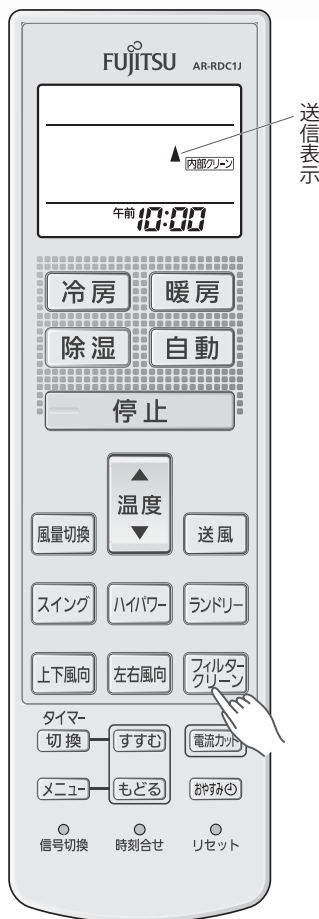 FUJITSU AR-RDC1J
送信表示
内部クリーン
午前10:00
冷房 暖房
除湿 自動
停止
▲
温度
▼
風量切換 送風
スイング ハイパワー ランドリー
上下風向 左右風向 フィルター
クリーン
タイマー
切換 すすむ 電流カット
メニュー もどる おやすみ
信号切換 時刻合せ リセット